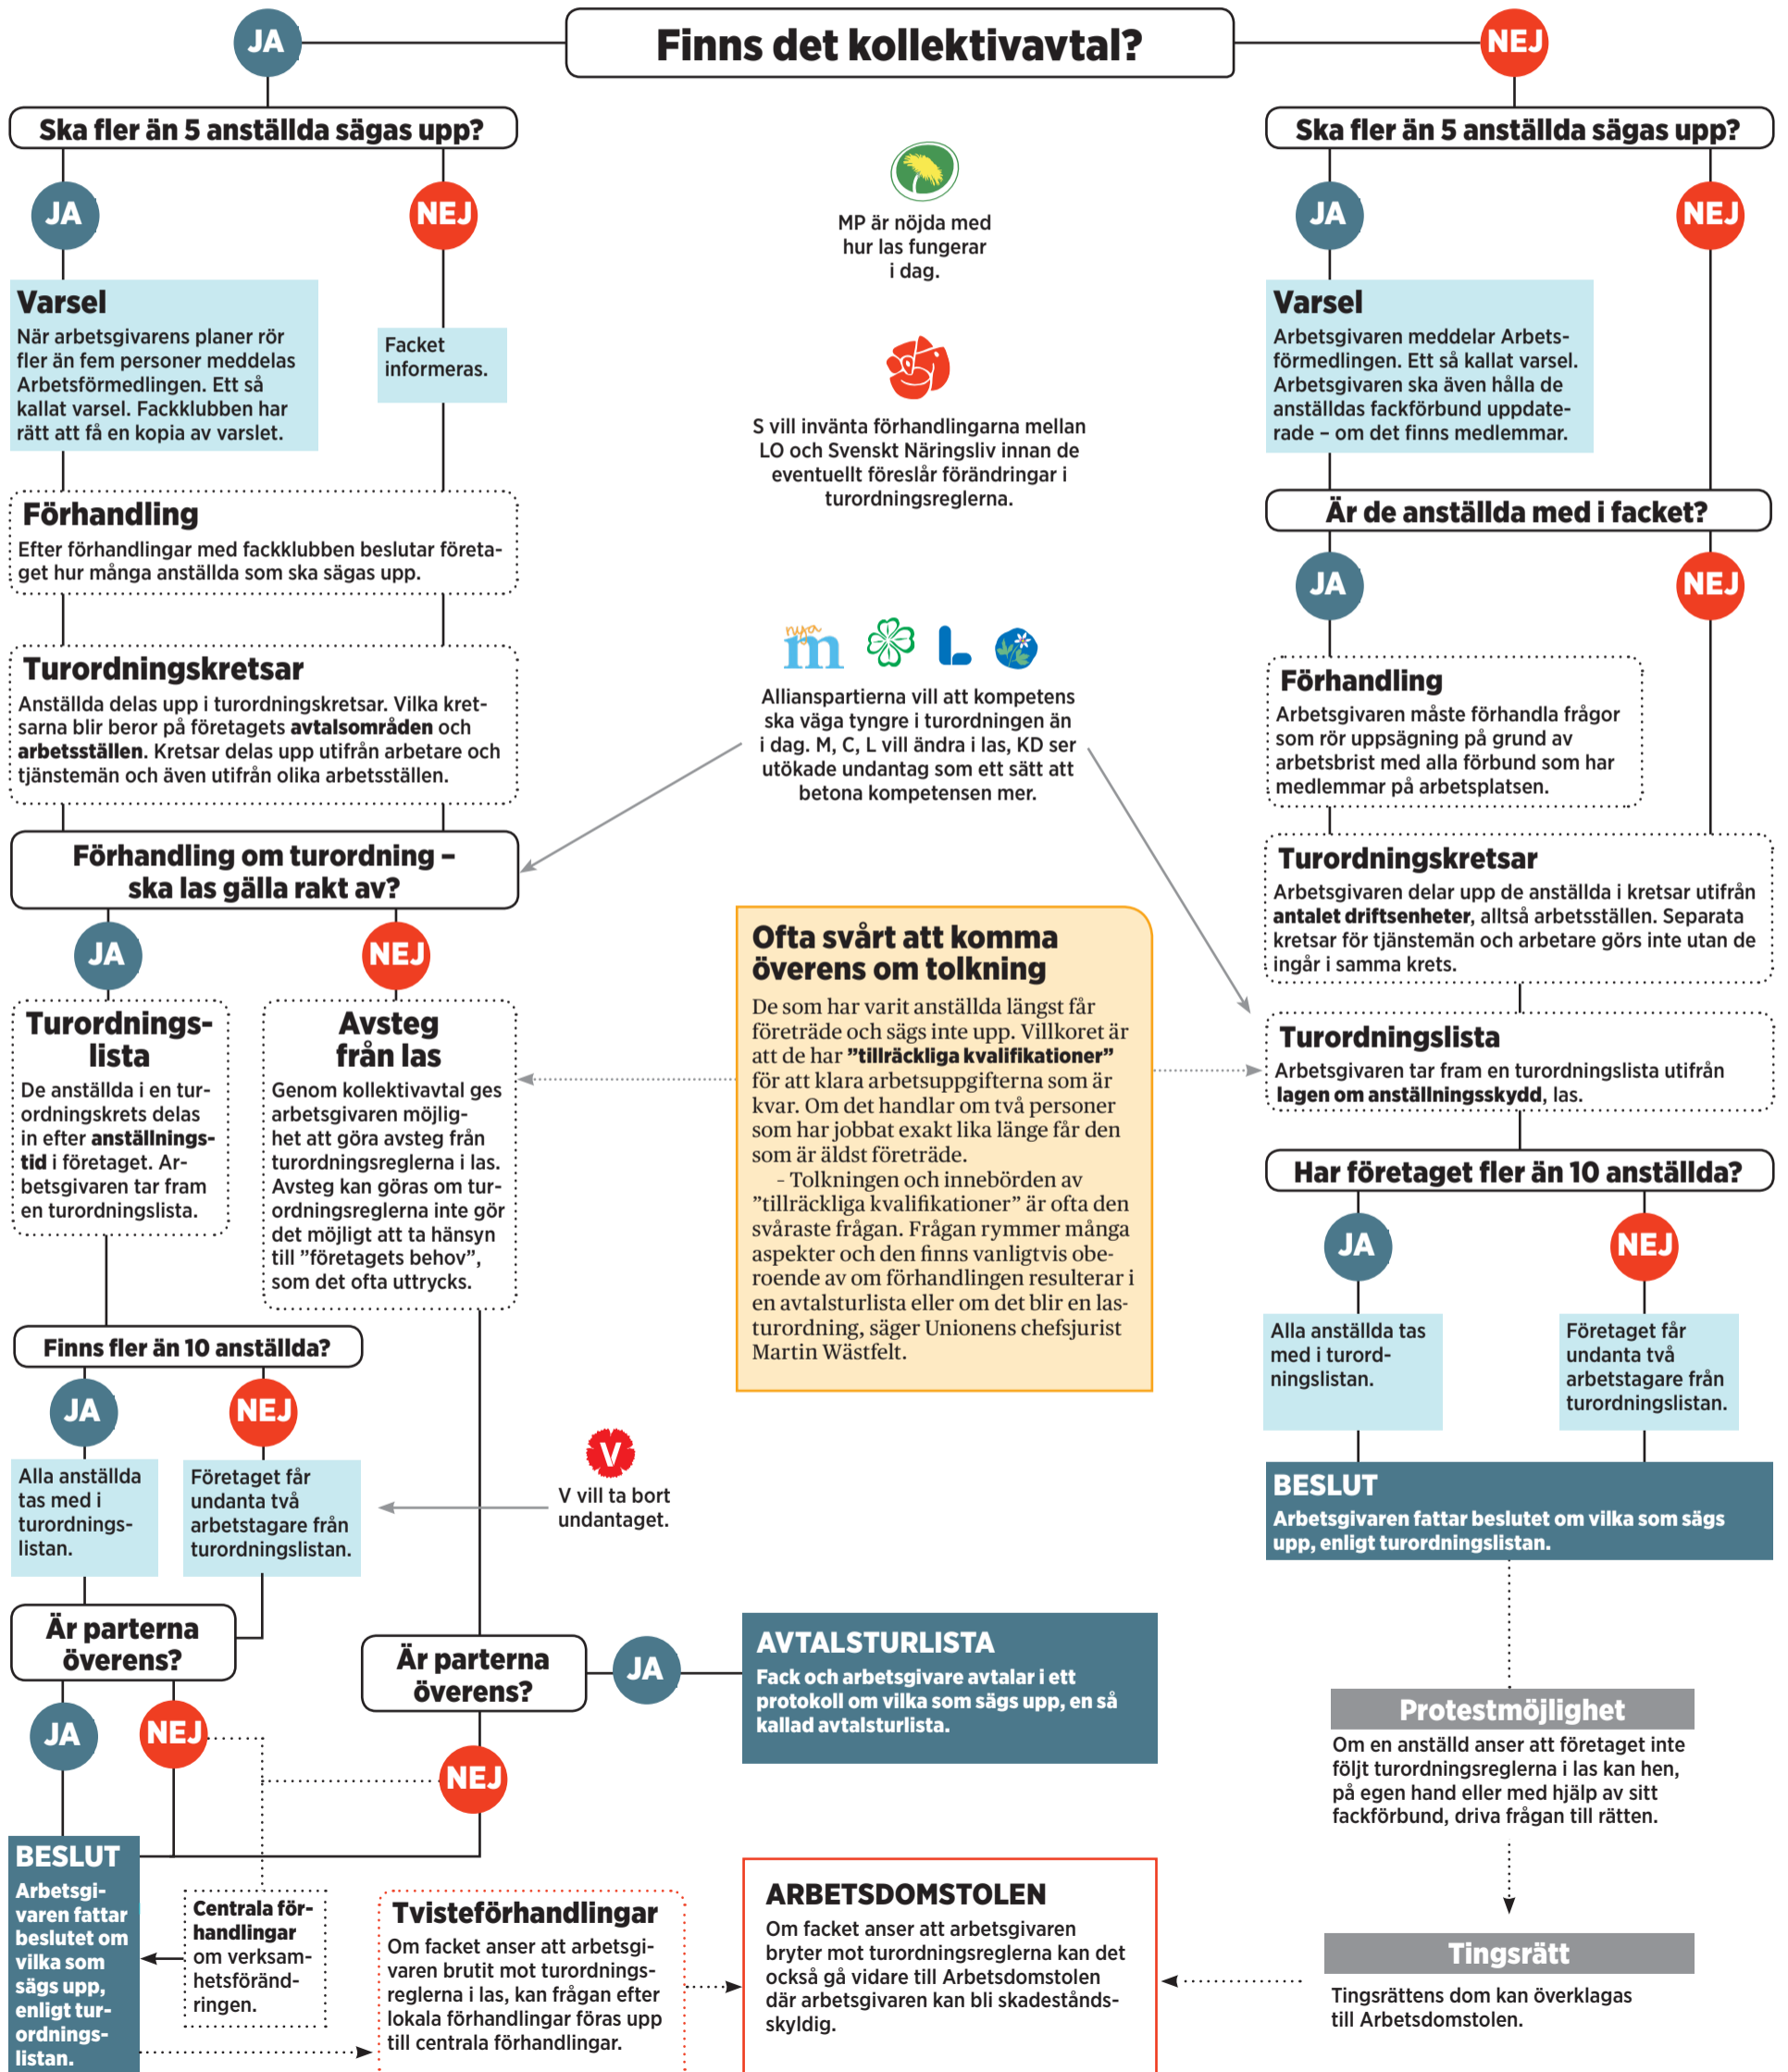 Finns det kollektivavtal?
JA
NEJ
Ska fler än 5 anställda sägas upp?
JA
NEJ
Varsel
När arbetsgivarens planer rör
fler än fem personer meddelas
Arbetsförmedlingen. Ett så
kallat varsel. Fackklubben har
rätt att få en kopia av varslet.
Facket
informeras.
Förhandling
Efter förhandlingar med fackklubben beslutar företa-
get hur många anställda som ska sägas upp.
Turordningskretsar
Anställda delas upp i turordningskretsar. Vilka kret-
sarna blir beror på företagets avtalsområden och
arbetsställen. Kretsar delas upp utifrån arbetare och
tjänstemän och även utifrån olika arbetsställen.
Förhandling om turordning –
ska las gälla rakt av?
JA
NEJ
Turordnings-
lista
De anställda i en tur-
ordningskrets delas
in efter anställnings-
tid i företaget. Ar-
betsgivaren tar fram
en turordningslista.
Avsteg
från las
Genom kollektivavtal ges
arbetsgivaren möjlig-
het att göra avsteg från
turordningsreglerna i las.
Avsteg kan göras om tur-
ordningsreglerna inte gör
det möjligt att ta hänsyn
till ”företagets behov”,
som det ofta uttrycks.
Finns fler än 10 anställda?
JA
NEJ
Alla anställda
tas med i
turordnings-
listan.
Företaget får
undanta två
arbetstagare från
turordningslistan.
V
V vill ta bort
undantaget.
Är parterna
överens?
JA
NEJ
Är parterna
överens?
JA
NEJ
AVTALSTURLISTA
Fack och arbetsgivare avtalar i ett
protokoll om vilka som sägs upp, en så
kallad avtalsturlista.
BESLUT
Arbetsgi-
varen fattar
beslutet om
vilka som
sägs upp,
enligt tur-
ordnings-
listan.
Centrala för-
handlingar
om verksam-
hetsföränd-
ringen.
Tvisteförhandlingar
Om facket anser att arbetsgi-
varen brutit mot turordnings-
reglerna i las, kan frågan efter
lokala förhandlingar föras upp
till centrala förhandlingar.
ARBETSDOMSTOLEN
Om facket anser att arbetsgivaren
bryter mot turordningsreglerna kan det
också gå vidare till Arbetsdomstolen
där arbetsgivaren kan bli skadestånds-
skyldig.
MP är nöjda med
hur las fungerar
i dag.
S vill invänta förhandlingarna mellan
LO och Svenskt Näringsliv innan de
eventuellt föreslår förändringar i
turordningsreglerna.
nya
m
L
Allianspartierna vill att kompetens
ska väga tyngre i turordningen än
i dag. M, C, L vill ändra i las, KD ser
utökade undantag som ett sätt att
betona kompetensen mer.
Ofta svårt att komma
överens om tolkning
De som har varit anställda längst får
företräde och sägs inte upp. Villkoret är
att de har ”tillräckliga kvalifikationer”
för att klara arbetsuppgifterna som är
kvar. Om det handlar om två personer
som har jobbat exakt lika länge får den
som är äldst företräde.
– Tolkningen och innebörden av
”tillräckliga kvalifikationer” är ofta den
svåraste frågan. Frågan rymmer många
aspekter och den finns vanligtvis obe-
roende av om förhandlingen resulterar i
en avtalsturlista eller om det blir en las-
turordning, säger Unionens chefsjurist
Martin Wästfelt.
Ska fler än 5 anställda sägas upp?
JA
NEJ
Varsel
Arbetsgivaren meddelar Arbets-
förmedlingen. Ett så kallat varsel.
Arbetsgivaren ska även hålla de
anställdas fackförbund uppdate-
rade – om det finns medlemmar.
Är de anställda med i facket?
JA
NEJ
Förhandling
Arbetsgivaren måste förhandla frågor
som rör uppsägning på grund av
arbetsbrist med alla förbund som har
medlemmar på arbetsplatsen.
Turordningskretsar
Arbetsgivaren delar upp de anställda i kretsar utifrån
antalet driftsenheter, alltså arbetsställen. Separata
kretsar för tjänstemän och arbetare görs inte utan de
ingår i samma krets.
Turordningslista
Arbetsgivaren tar fram en turordningslista utifrån
lagen om anställningsskydd, las.
Har företaget fler än 10 anställda?
JA
NEJ
Alla anställda tas
med i turord-
ningslistan.
Företaget får
undanta två
arbetstagare från
turordningslistan.
BESLUT
Arbetsgivaren fattar beslutet om vilka som sägs
upp, enligt turordningslistan.
Protestmöjlighet
Om en anställd anser att företaget inte
följt turordningsreglerna i las kan hen,
på egen hand eller med hjälp av sitt
fackförbund, driva frågan till rätten.
Tingsrätt
Tingsrättens dom kan överklagas
till Arbetsdomstolen.